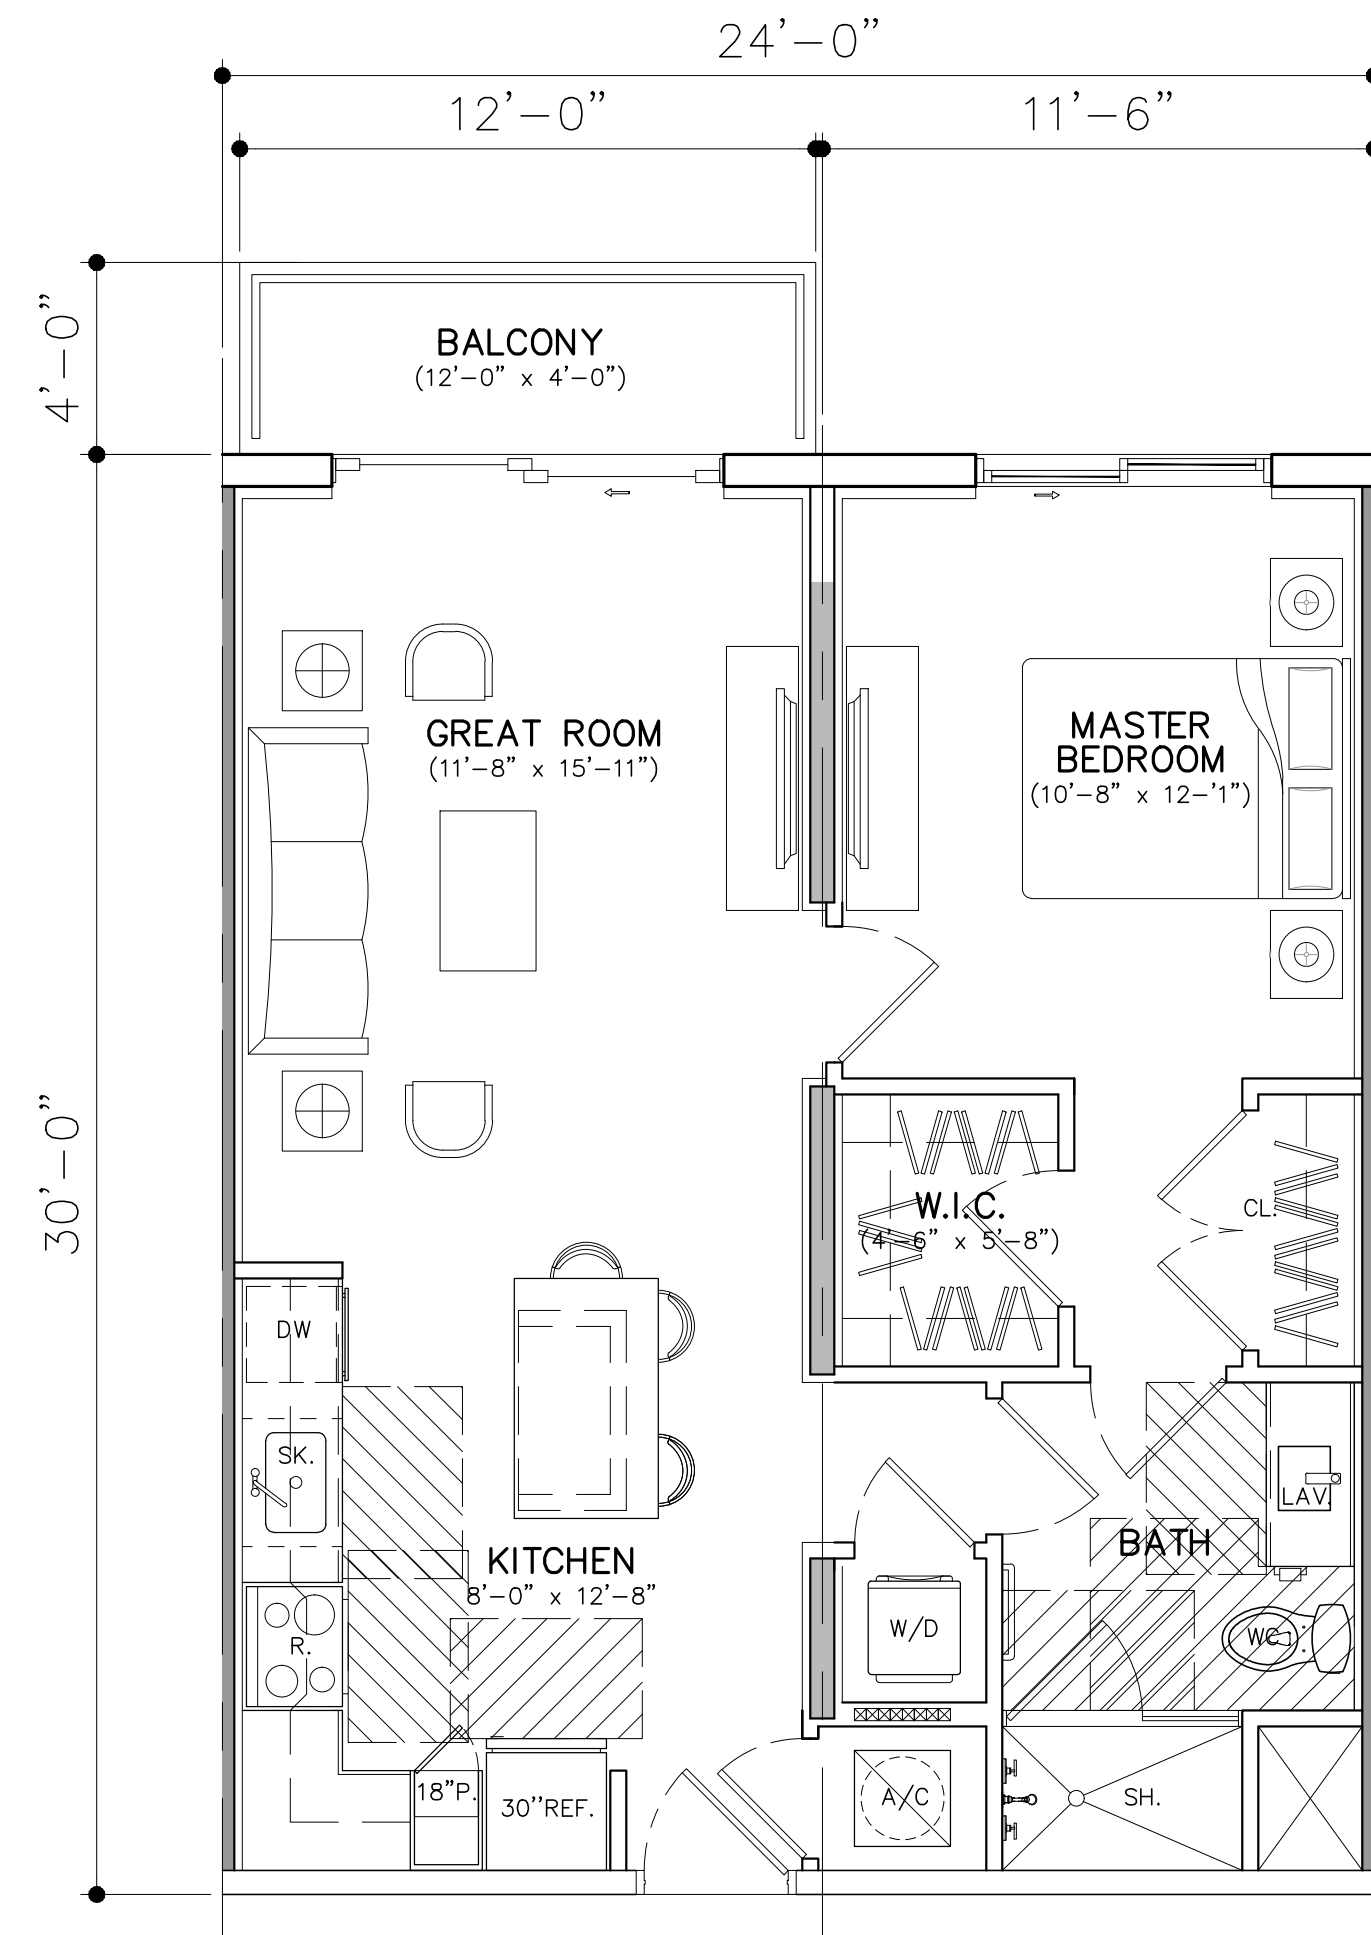 24'-0"
12'-0"
11'-6"
4'-0"
BALCONY
(12'-0" x 4'-0")
30'-0"
GREAT ROOM
(11'-8" x 15'-11")
MASTER
BEDROOM
(10'-8" x 12-'1")
W.I.C.
(4'-6" x 5'-8")
CL.
DW
SK.
LAV.
KITCHEN
8'-0" x 12'-8"
BATH
R.
W/D
WC
18"P.
30"REF.
A/C
SH.